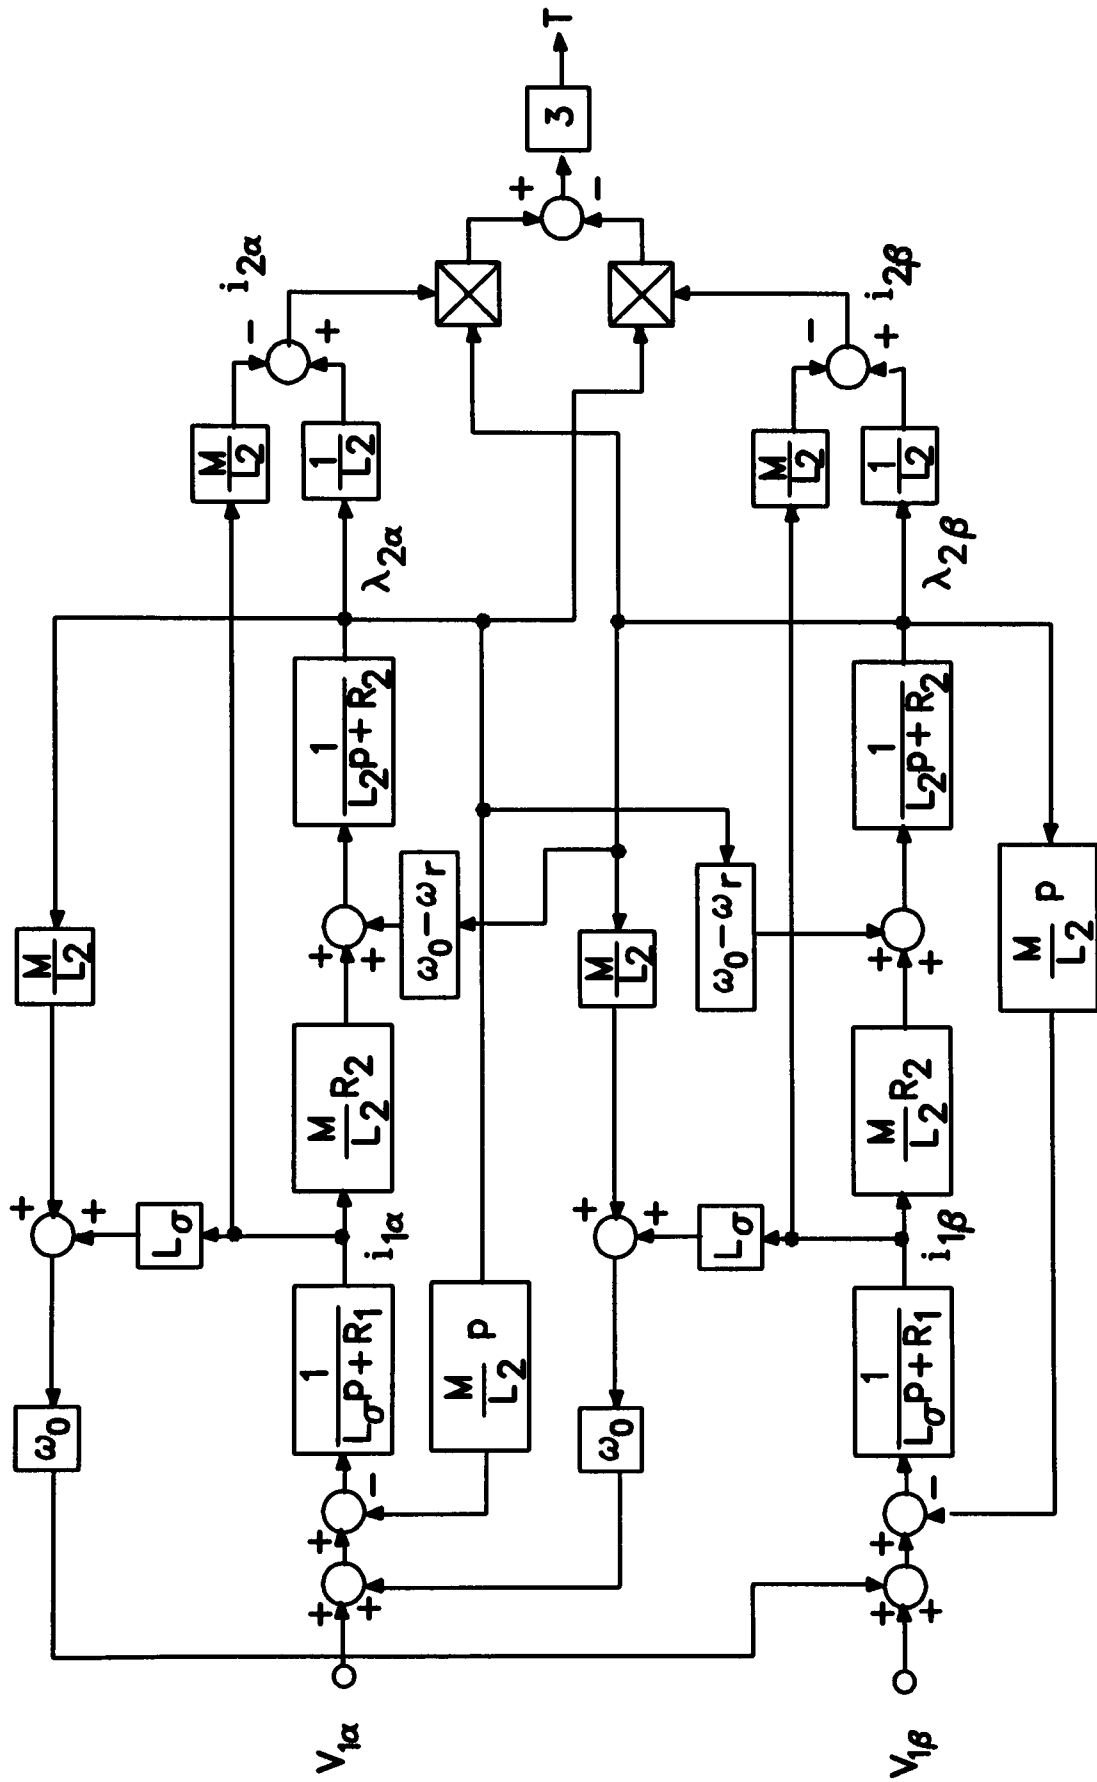 M/L2
ω0
+
+
Lσ
M/L2
-
+
i2α
V1α
+
+
+
-
1/(Lσp+R1)
i1α
M/L2 R2
+
+
1/(L2p+R2)
λ2α
1/L2
M/L2 p
ω0-ωr
+
-
3
T
ω0
+
+
Lσ
M/L2
ω0-ωr
M/L2
-
+
i2β
V1β
+
+
+
-
1/(Lσp+R1)
i1β
M/L2 R2
+
+
1/(L2p+R2)
λ2β
1/L2
M/L2 p